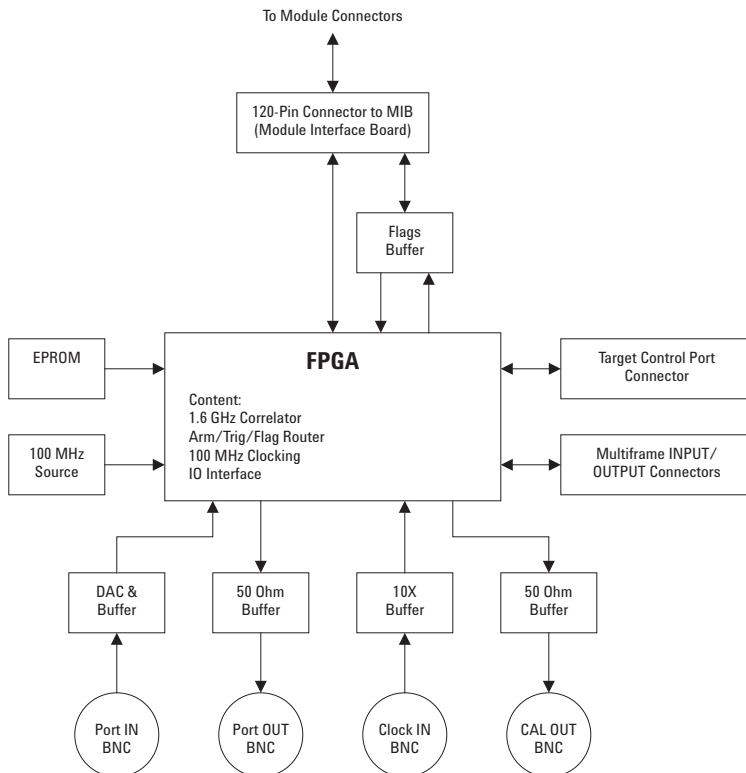 To Module Connectors
120-Pin Connector to MIB
(Module Interface Board)
Flags
Buffer
FPGA
Content:
1.6 GHz Correlator
Arm/Trig/Flag Router
100 MHz Clocking
IO Interface
EPROM
100 MHz
Source
Target Control Port
Connector
Multiframe INPUT/
OUTPUT Connectors
DAC &
Buffer
50 Ohm
Buffer
10X
Buffer
50 Ohm
Buffer
Port IN
BNC
Port OUT
BNC
Clock IN
BNC
CAL OUT
BNC